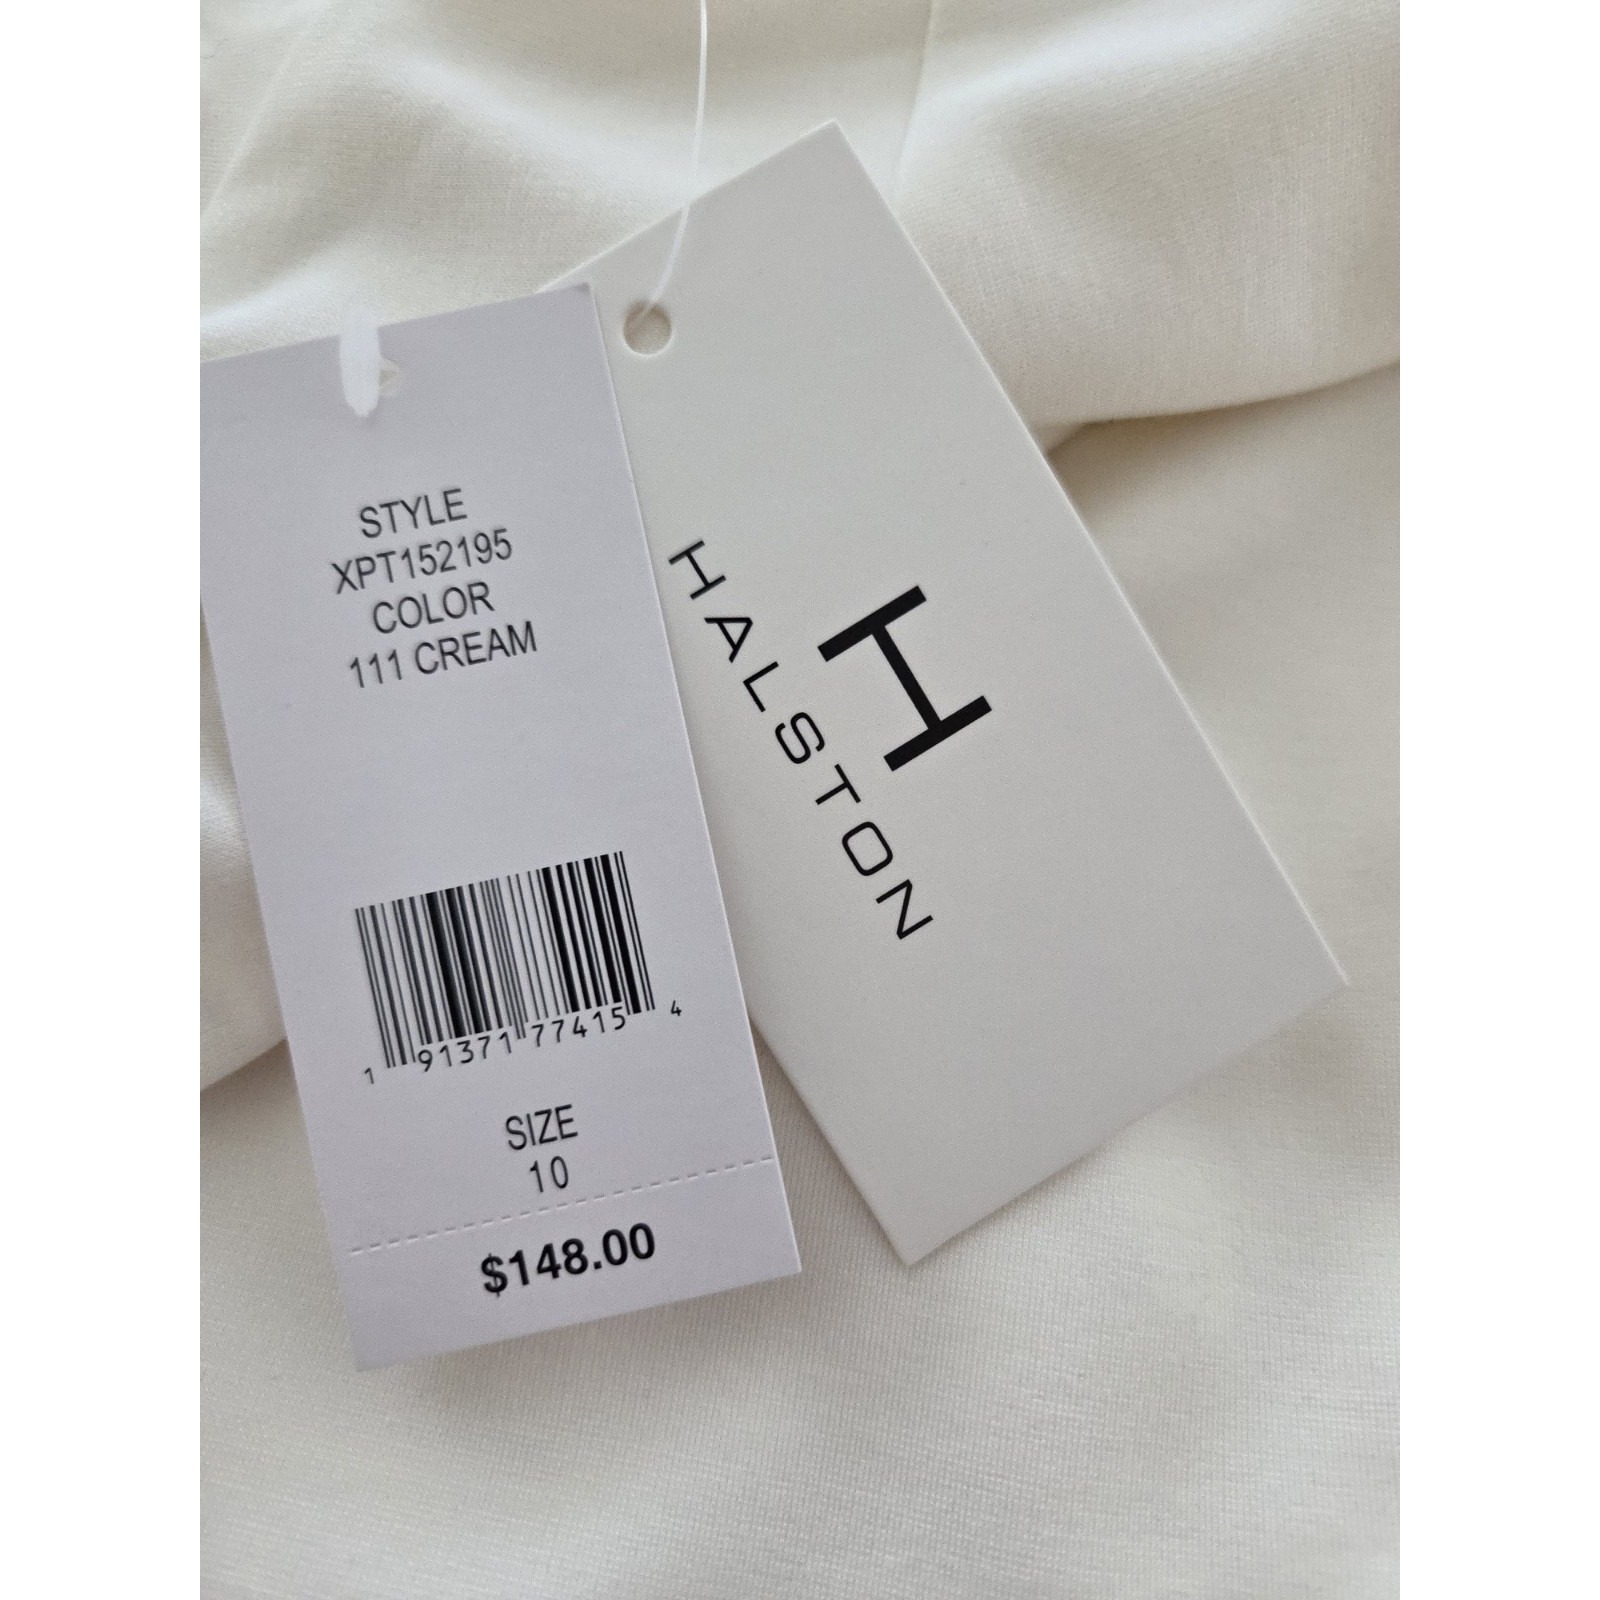 STYLE
XPT152195
COLOR
111 CREAM
1 91371 77415 4
SIZE
10
$148.00
H
HALSTON